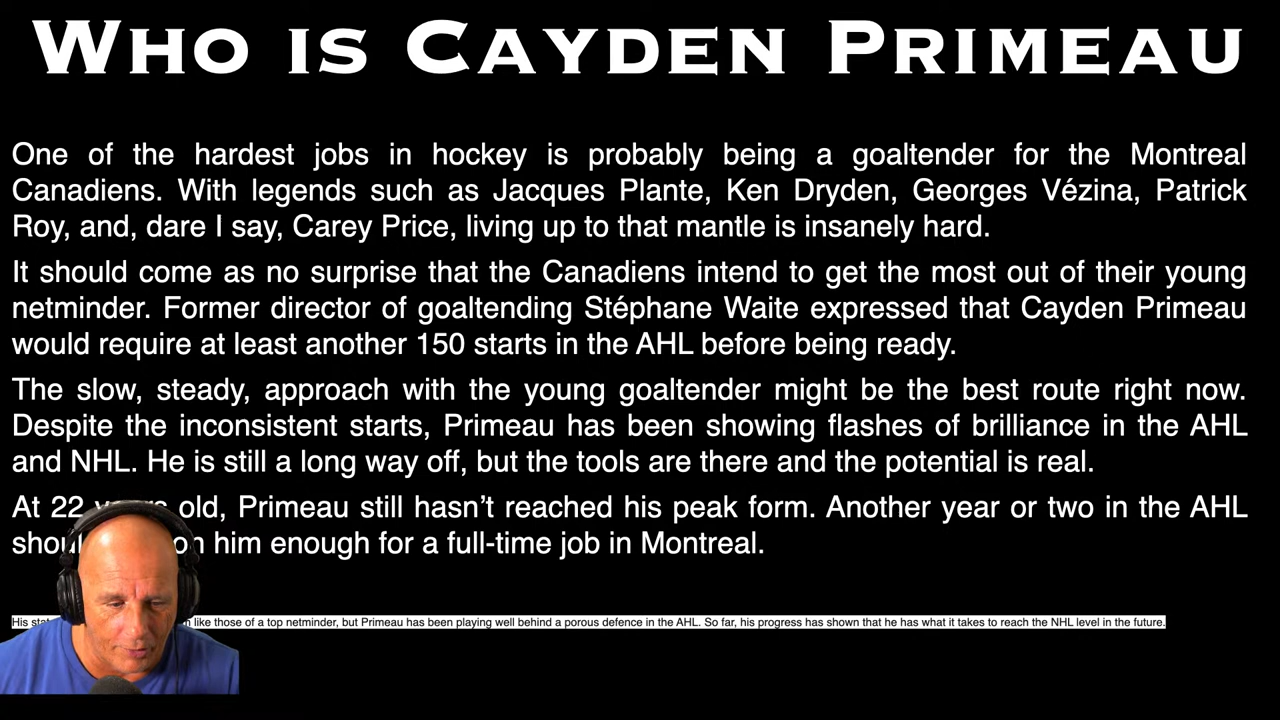 WHO IS CAYDEN PRIMEAU
One of the hardest jobs in hockey is probably being a goaltender for the Montreal
Canadiens. With legends such as Jacques Plante, Ken Dryden, Georges Vézina, Patrick
Roy, and, dare I say, Carey Price, living up to that mantle is insanely hard.
It should come as no surprise that the Canadiens intend to get the most out of their young
netminder. Former director of goaltending Stéphane Waite expressed that Cayden Primeau
would require at least another 150 starts in the AHL before being ready.
The slow, steady, approach with the young goaltender might be the best route right now.
Despite the inconsistent starts, Primeau has been showing flashes of brilliance in the AHL
and NHL. He is still a long way off, but the tools are there and the potential is real.
At 22 old, Primeau still hasn't reached his peak form. Another year or two in the AHL
him enough for a full-time job in Montreal.
His like those of a top netminder, but Primeau has been playing well behind a porous defence in the AHL. So far, his progress has shown that he has what it takes to reach the NHL level in the future.